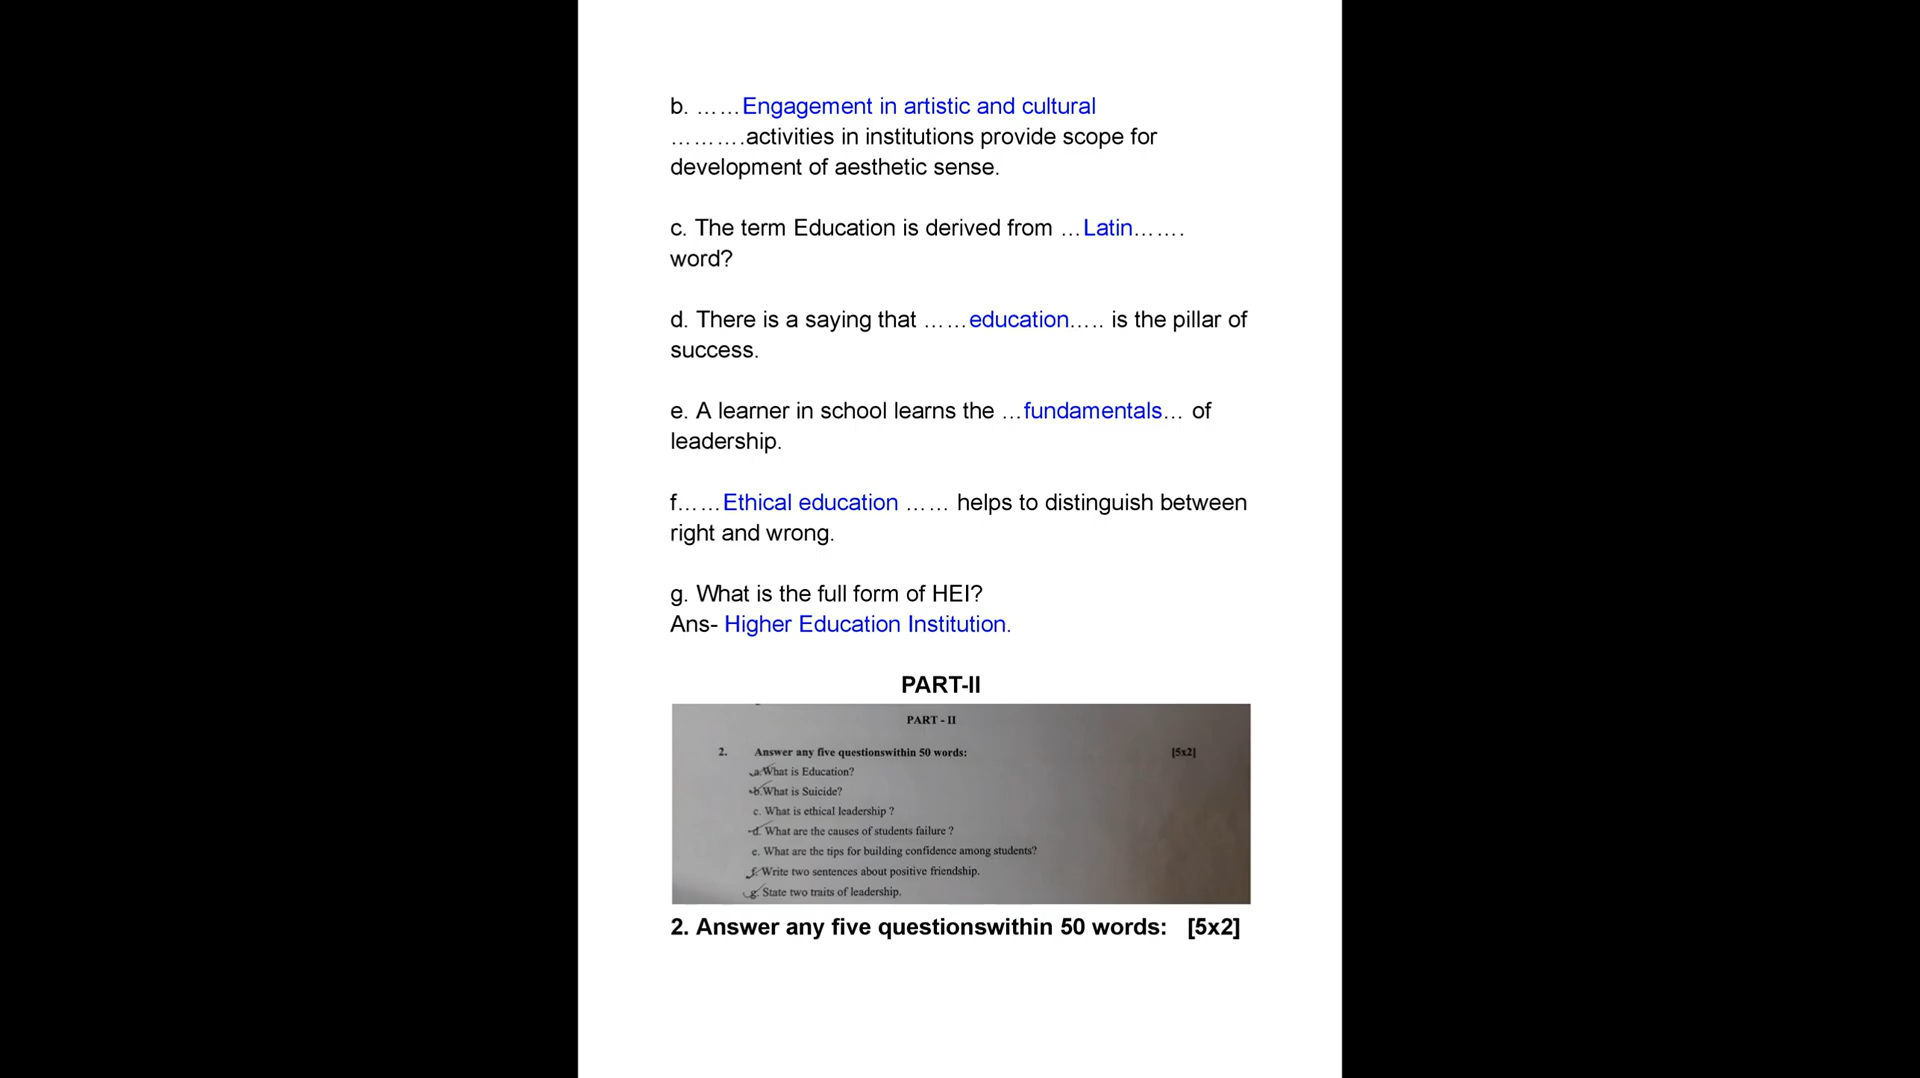 b. ……Engagement in artistic and cultural
……….activities in institutions provide scope for
development of aesthetic sense.
c. The term Education is derived from …Latin…….
word?
d. There is a saying that ……education….. is the pillar of
success.
e. A learner in school learns the …fundamentals… of
leadership.
f……Ethical education …… helps to distinguish between
right and wrong.
g. What is the full form of HEI?
Ans- Higher Education Institution.
PART-II
PART - II
2. Answer any five questionswithin 50 words: [5x2]
a. What is Education?
b. What is Suicide?
c. What is ethical leadership ?
d. What are the causes of students failure ?
e. What are the tips for building confidence among students?
f. Write two sentences about positive friendship.
g. State two traits of leadership.
2. Answer any five questionswithin 50 words: [5x2]